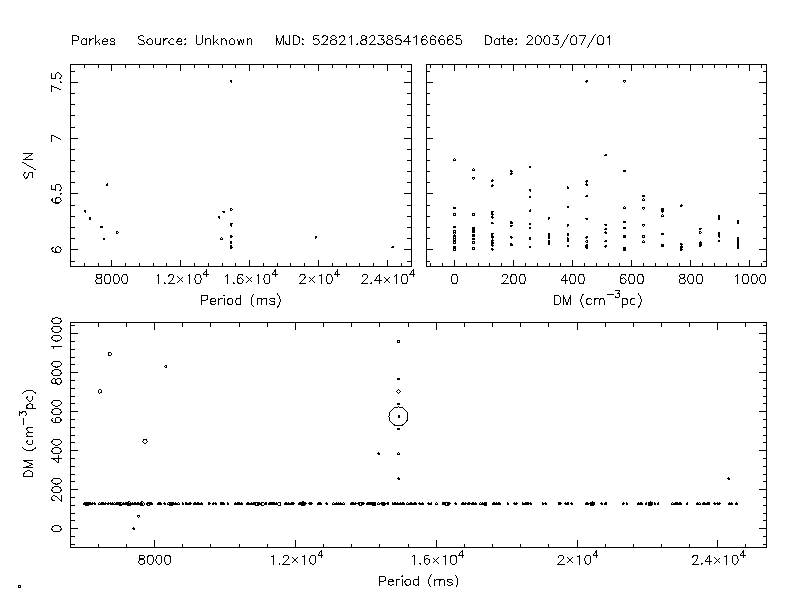 Parkes Source: Unknown MJD: 52821.823854166665 Date: 2003/07/01
7.5
7
6.5
6
S/N
8000 1.2×10⁴ 1.6×10⁴ 2×10⁴ 2.4×10⁴
Period (ms)
0 200 400 600 800 1000
DM (cm⁻³pc)
1000
800
600
400
200
0
DM (cm⁻³pc)
8000 1.2×10⁴ 1.6×10⁴ 2×10⁴ 2.4×10⁴
Period (ms)